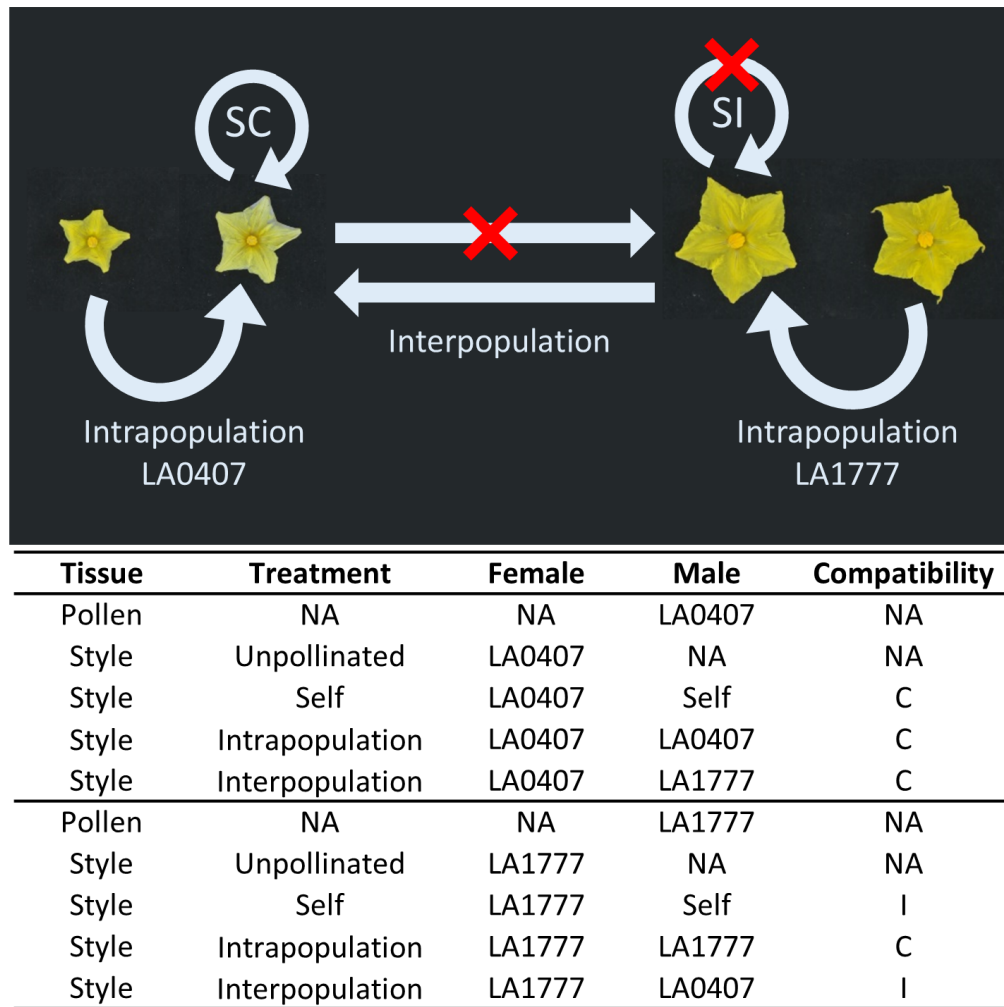 SC
SI
Interpopulation
Intrapopulation
LA0407
Intrapopulation
LA1777
Tissue Treatment Female Male Compatibility
Pollen NA NA LA0407 NA
Style Unpollinated LA0407 NA NA
Style Self LA0407 Self C
Style Intrapopulation LA0407 LA0407 C
Style Interpopulation LA0407 LA1777 C
Pollen NA NA LA1777 NA
Style Unpollinated LA1777 NA NA
Style Self LA1777 Self I
Style Intrapopulation LA1777 LA1777 C
Style Interpopulation LA1777 LA0407 I